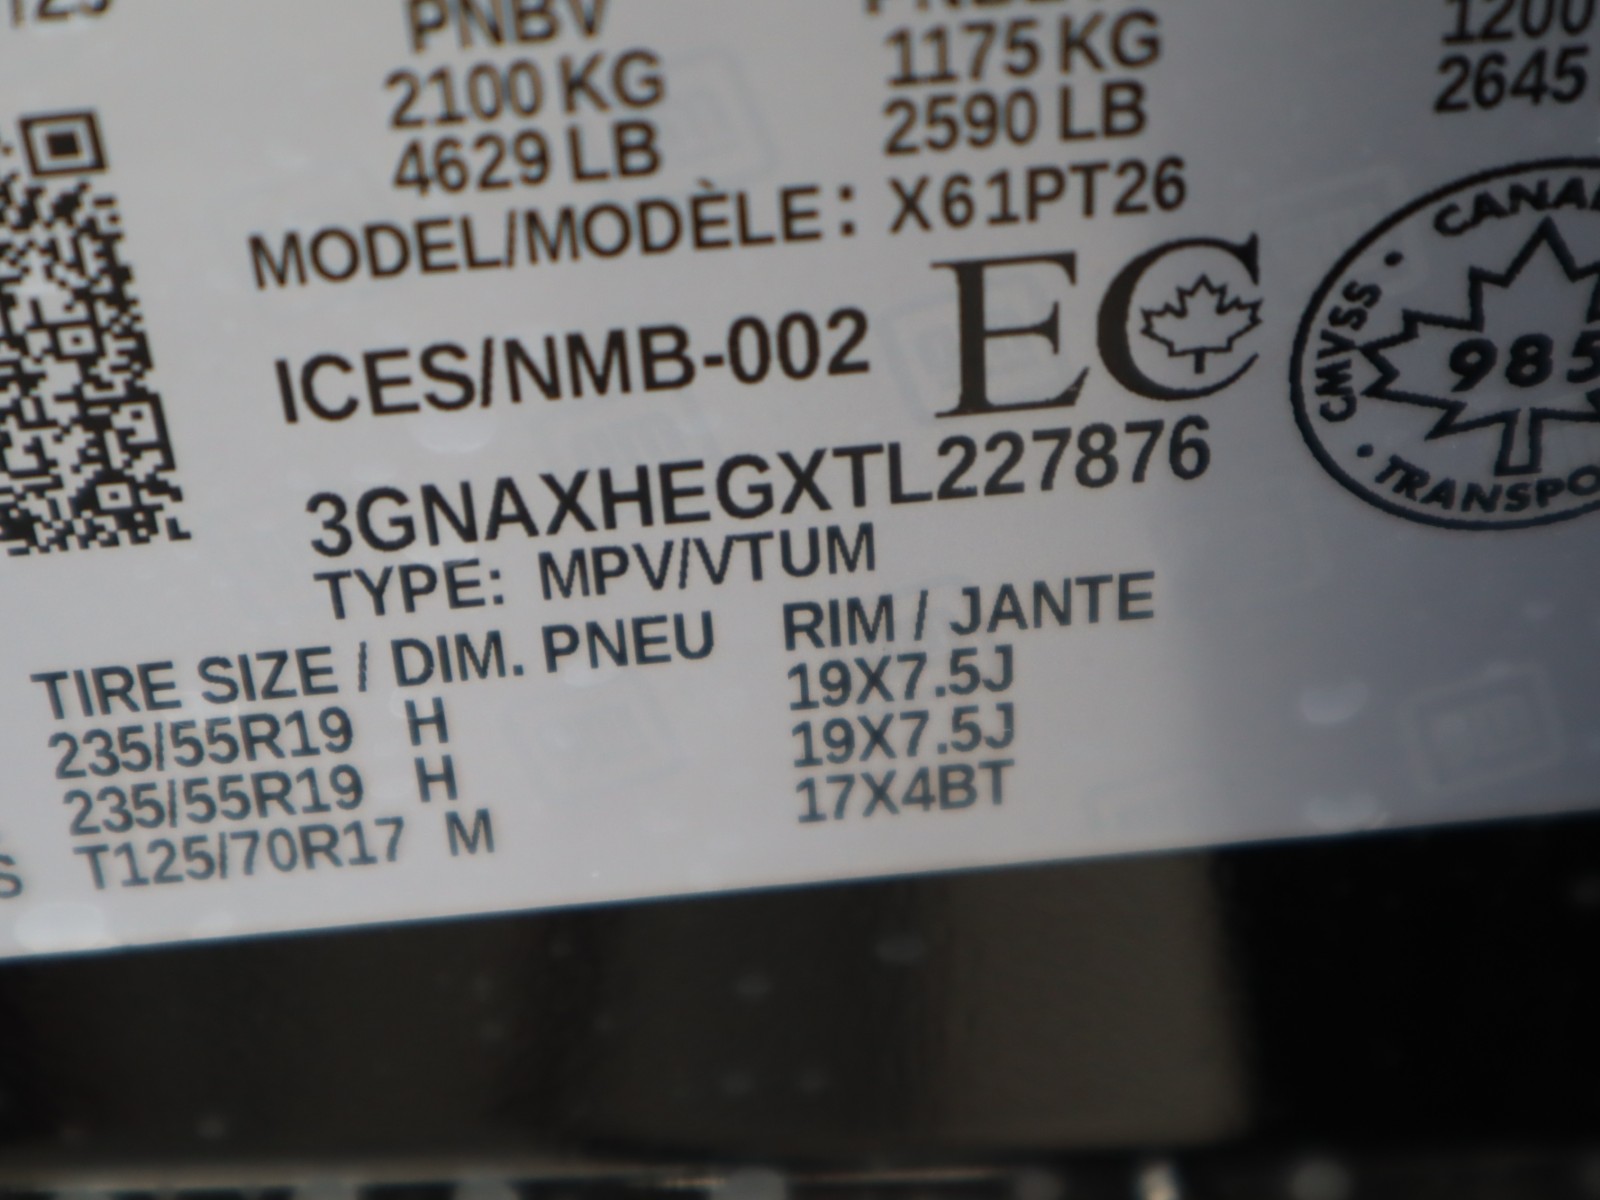 PNBV
2100 KG
4629 LB
1175 KG
2590 LB
1200
2645
MODEL/MODÈLE: X61PT26
ICES/NMB-002
EC
3GNAXHEGXTL227876
TYPE: MPV/VTUM
TIRE SIZE / DIM. PNEU RIM / JANTE
235/55R19 H 19X7.5J
235/55R19 H 19X7.5J
S T125/70R17 M 17X4BT
CMVSS • CANA
985
• TRANSPO